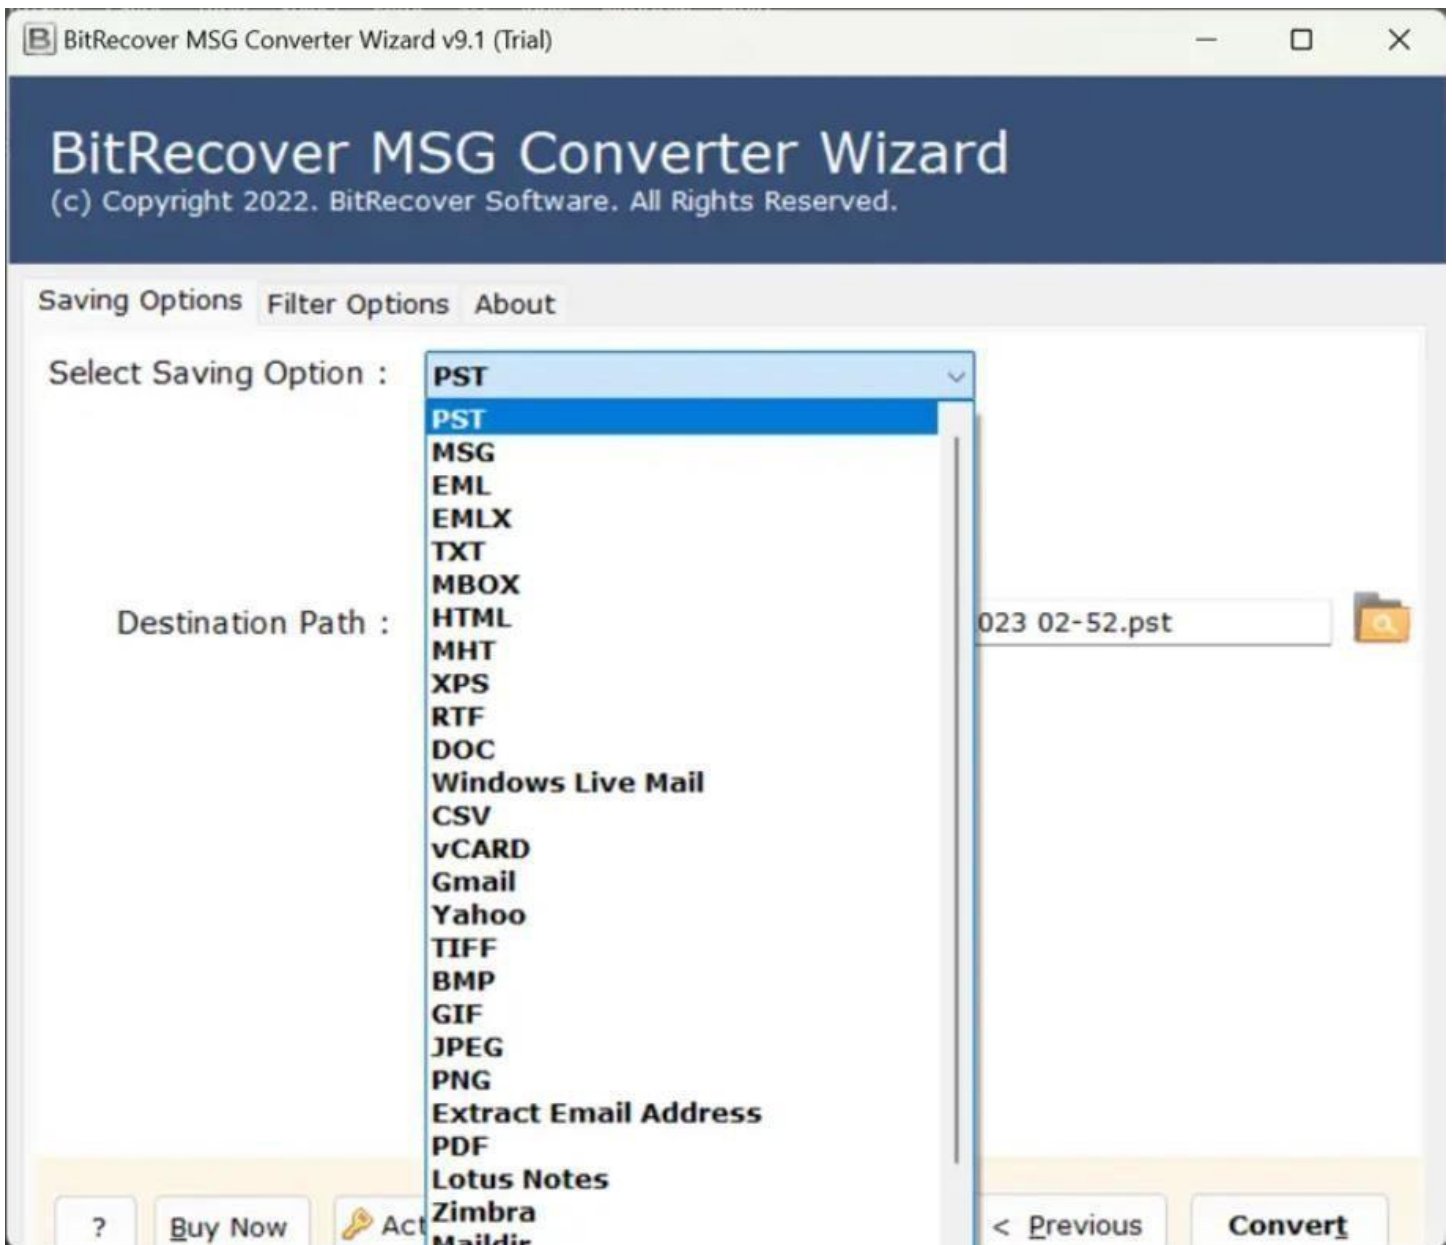 BitRecover MSG Converter Wizard v9.1 (Trial)
BitRecover MSG Converter Wizard
(c) Copyright 2022. BitRecover Software. All Rights Reserved.
Saving Options Filter Options About
Select Saving Option : PST
PST
MSG
EML
EMLX
TXT
MBOX
HTML
MHT
XPS
RTF
DOC
Windows Live Mail
CSV
vCARD
Gmail
Yahoo
TIFF
BMP
GIF
JPEG
PNG
Extract Email Address
PDF
Lotus Notes
Zimbra
Maildir
Destination Path : 023 02-52.pst
? Buy Now Act < Previous Convert